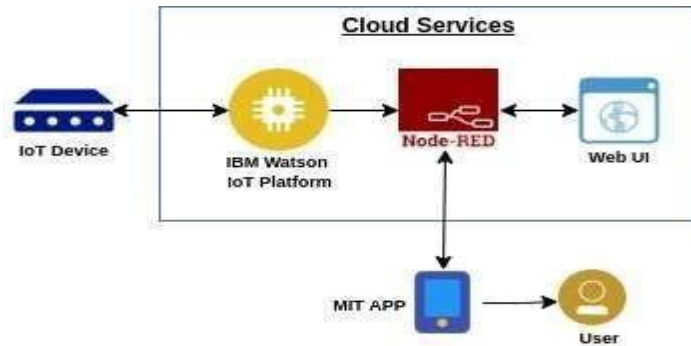 Cloud Services
IoT Device
IBM Watson
IoT Platform
Node-RED
Web UI
MIT APP
User